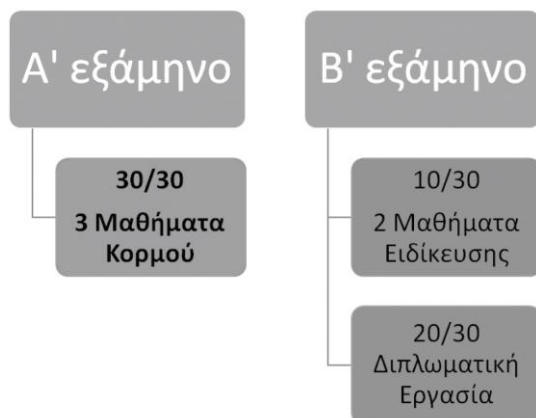 Α' εξάμηνο
30/30
3 Μαθήματα
Κορμού
Β' εξάμηνο
10/30
2 Μαθήματα
Ειδίκευσης
20/30
Διπλωματική
Εργασία